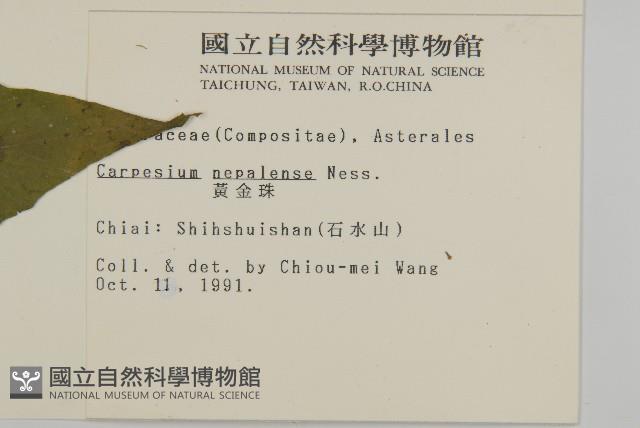 國立自然科學博物館
NATIONAL MUSEUM OF NATURAL SCIENCE
TAICHUNG, TAIWAN, R.O.CHINA
aceae(Compositae), Asterales
Carpesium nepalense Ness.
黃金珠
Chiai: Shihshuishan(石水山)
Coll. & det. by Chiou-mei Wang
Oct. 11, 1991.
國立自然科學博物館
NATIONAL MUSEUM OF NATURAL SCIENCE